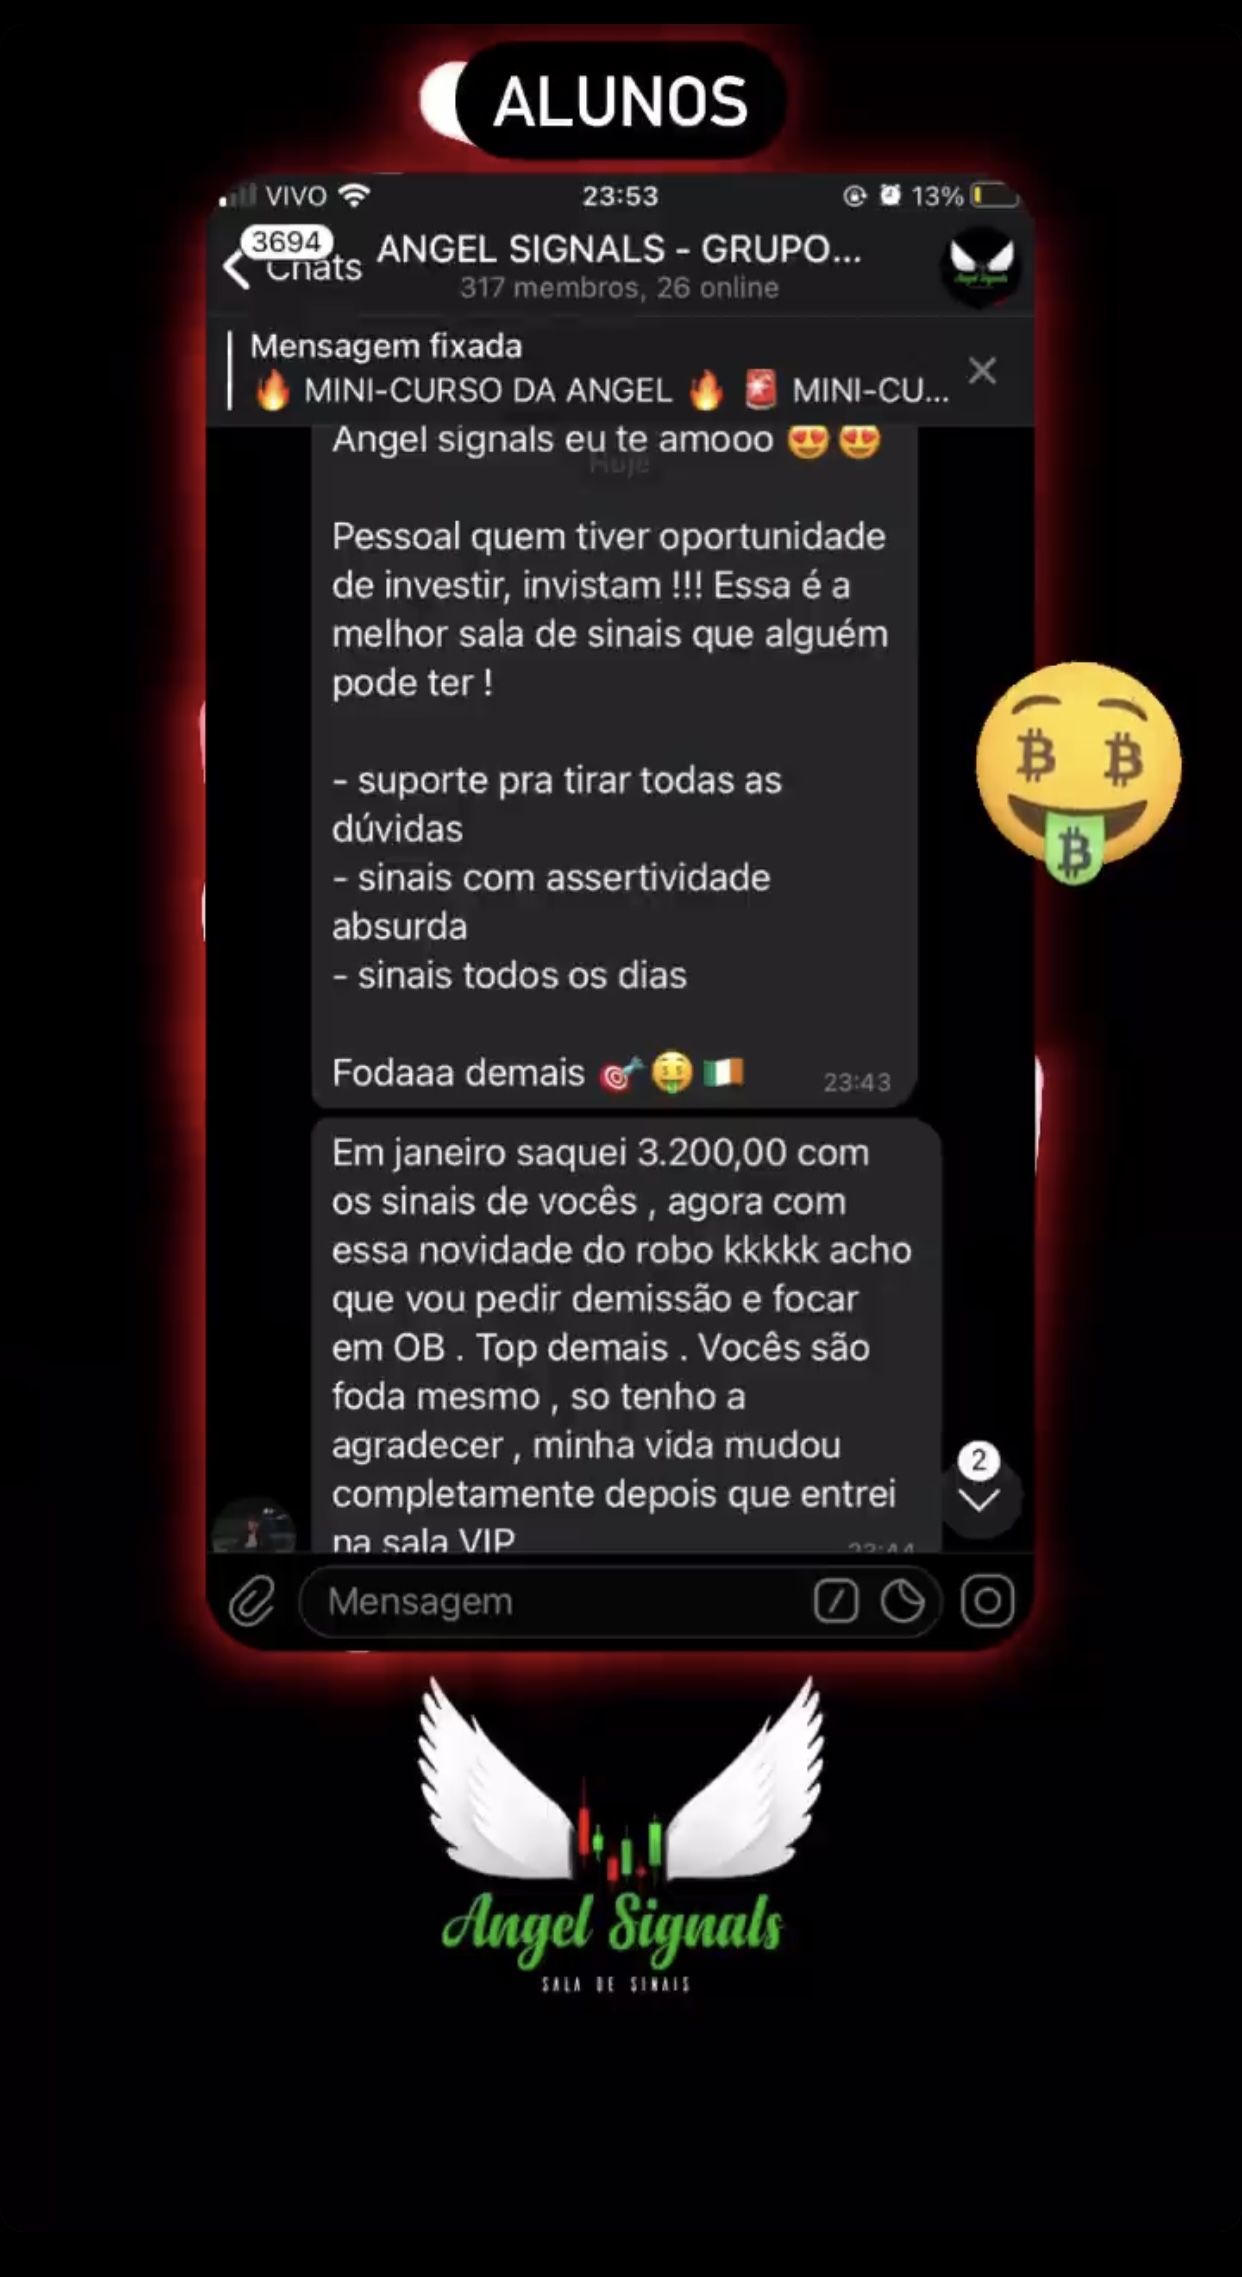 ALUNOS
VIVO 23:53 13%
3694
Chats
ANGEL SIGNALS - GRUPO...
317 membros, 26 online
Mensagem fixada
🔥 MINI-CURSO DA ANGEL 🔥 🚨 MINI-CU...
Angel signals eu te amooo 😍 😍
Hoje
Pessoal quem tiver oportunidade
de investir, invistam !!! Essa é a
melhor sala de sinais que alguém
pode ter !
- suporte pra tirar todas as
dúvidas
- sinais com assertividade
absurda
- sinais todos os dias
Fodaaa demais 🎯 🤑 🇮🇪 23:43
Em janeiro saquei 3.200,00 com
os sinais de vocês , agora com
essa novidade do robo kkkkk acho
que vou pedir demissão e focar
em OB . Top demais . Vocês são
foda mesmo , so tenho a
agradecer , minha vida mudou
completamente depois que entrei
na sala VIP 23:44
2
Mensagem
Angel Signals
SALA DE SINAIS